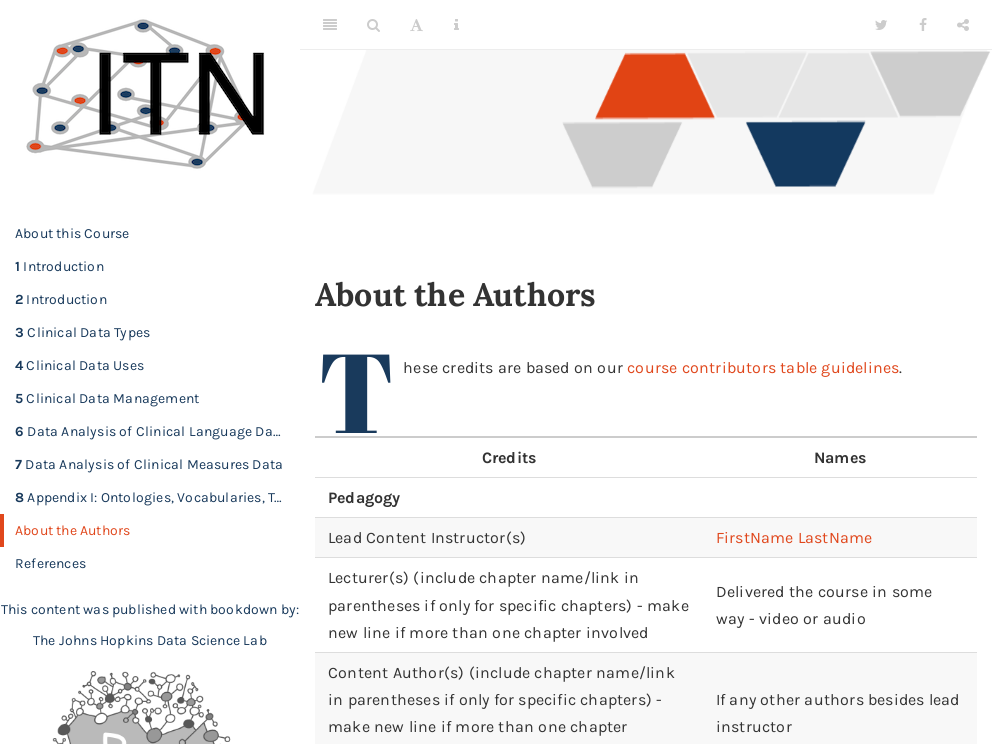 ITN
About this Course
1 Introduction
2 Introduction
3 Clinical Data Types
4 Clinical Data Uses
5 Clinical Data Management
6 Data Analysis of Clinical Language Da…
7 Data Analysis of Clinical Measures Data
8 Appendix I: Ontologies, Vocabularies, T…
About the Authors
References
This content was published with bookdown by:
The Johns Hopkins Data Science Lab
About the Authors
These credits are based on our course contributors table guidelines.
Credits Names
Pedagogy
Lead Content Instructor(s) FirstName LastName
Lecturer(s) (include chapter name/link in
parentheses if only for specific chapters) - make
new line if more than one chapter involved
Delivered the course in some
way - video or audio
Content Author(s) (include chapter name/link
in parentheses if only for specific chapters) -
make new line if more than one chapter
If any other authors besides lead
instructor